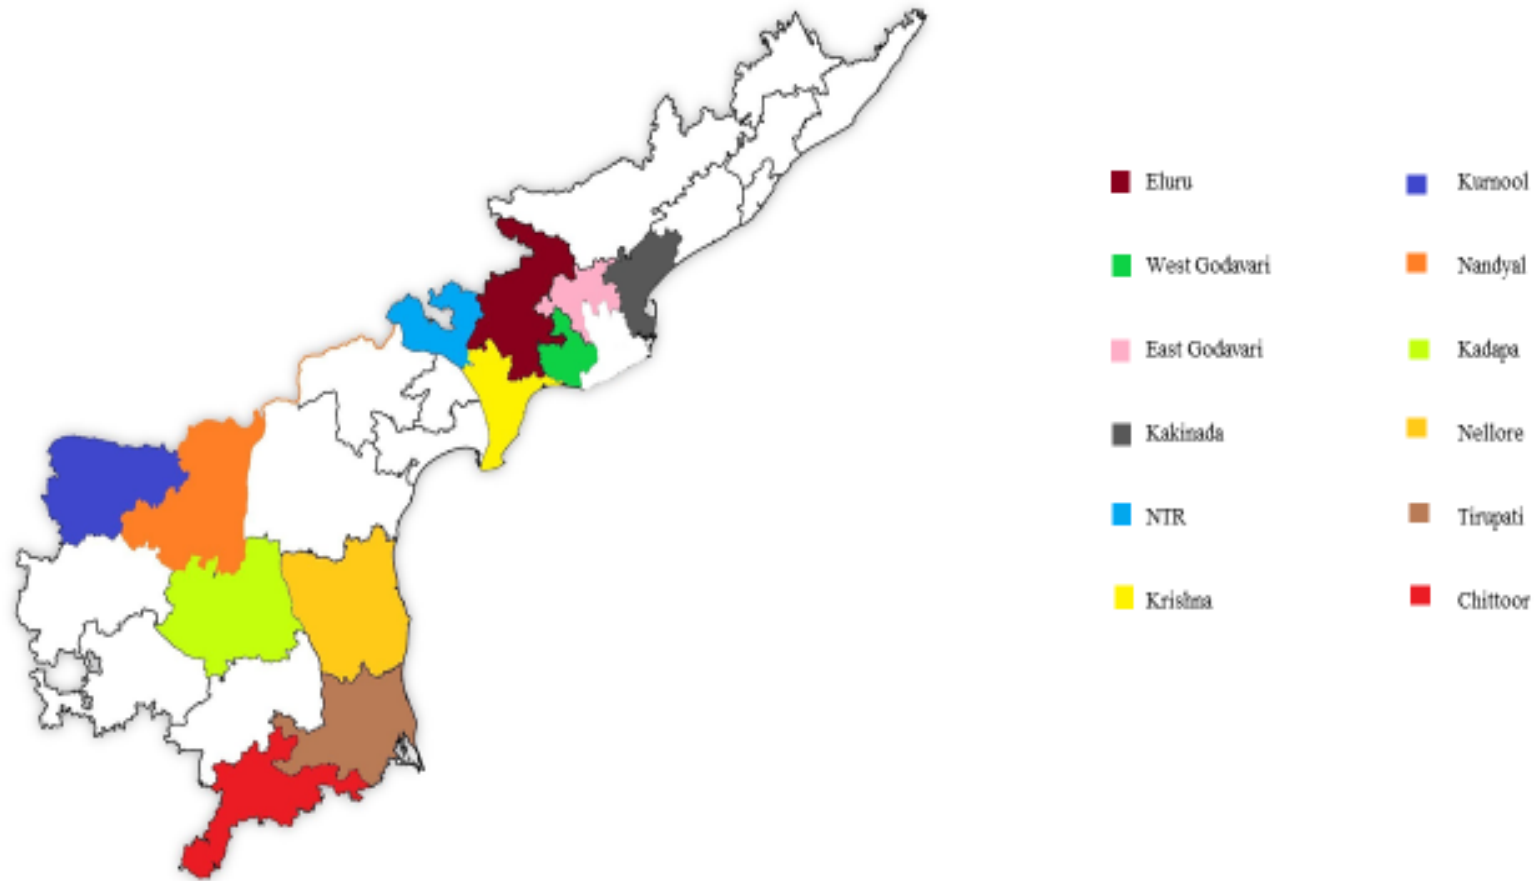 Eluru
Kurnool
West Godavari
Nandyal
East Godavari
Kadapa
Kakinada
Nellore
NTR
Tirupati
Krishna
Chittoor